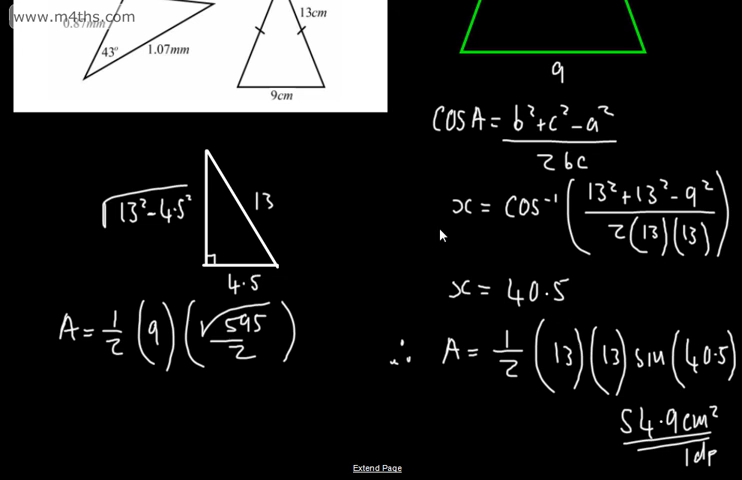 www.m4ths.com
0.87mm
43°
1.07mm
13cm
9cm
9
COSA = b² + c² - a² / 2bc
x = COS⁻¹ (13² + 13² - 9² / 2(13)(13))
x = 40.5
∴ A = 1/2 (13)(13) sin(40.5)
54.9cm²
1dp
√13² - 4.5²
13
4.5
A = 1/2 (9) (√595 / 2)
Extend Page